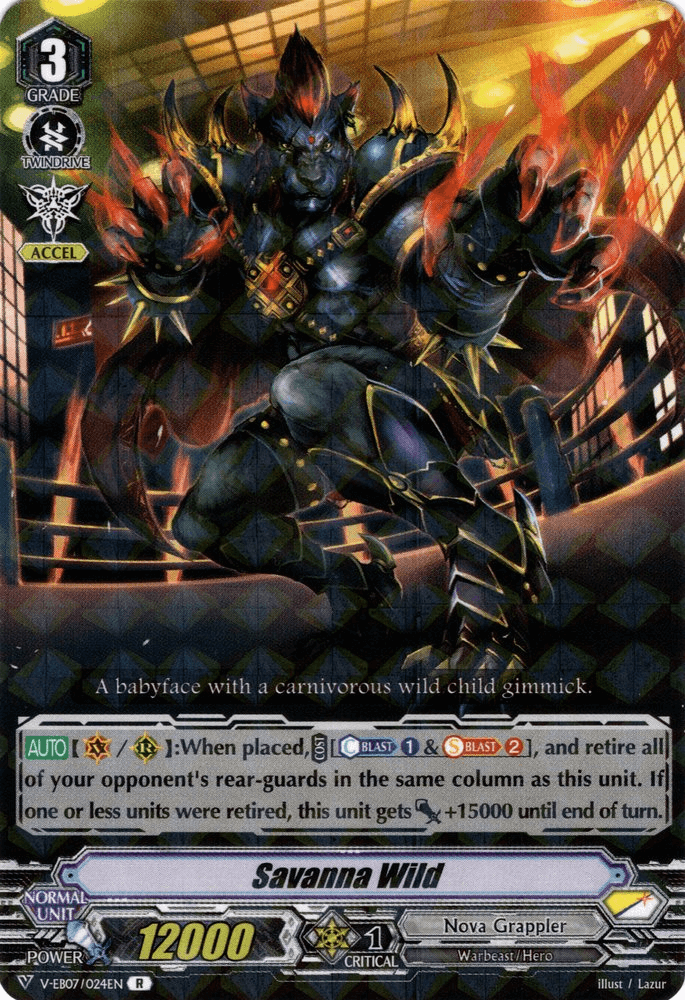 3
GRADE
TWINDRIVE
ACCEL
A babyface with a carnivorous wild child gimmick.
AUTO [ / ]:When placed, COST [C BLAST 1 & S BLAST 2], and retire all
of your opponent's rear-guards in the same column as this unit. If
one or less units were retired, this unit gets +15000 until end of turn.
Savanna Wild
NORMAL
UNIT
POWER 12000 1
CRITICAL
Nova Grappler
Warbeast/Hero
V-EB07/024EN R
illust / Lazur